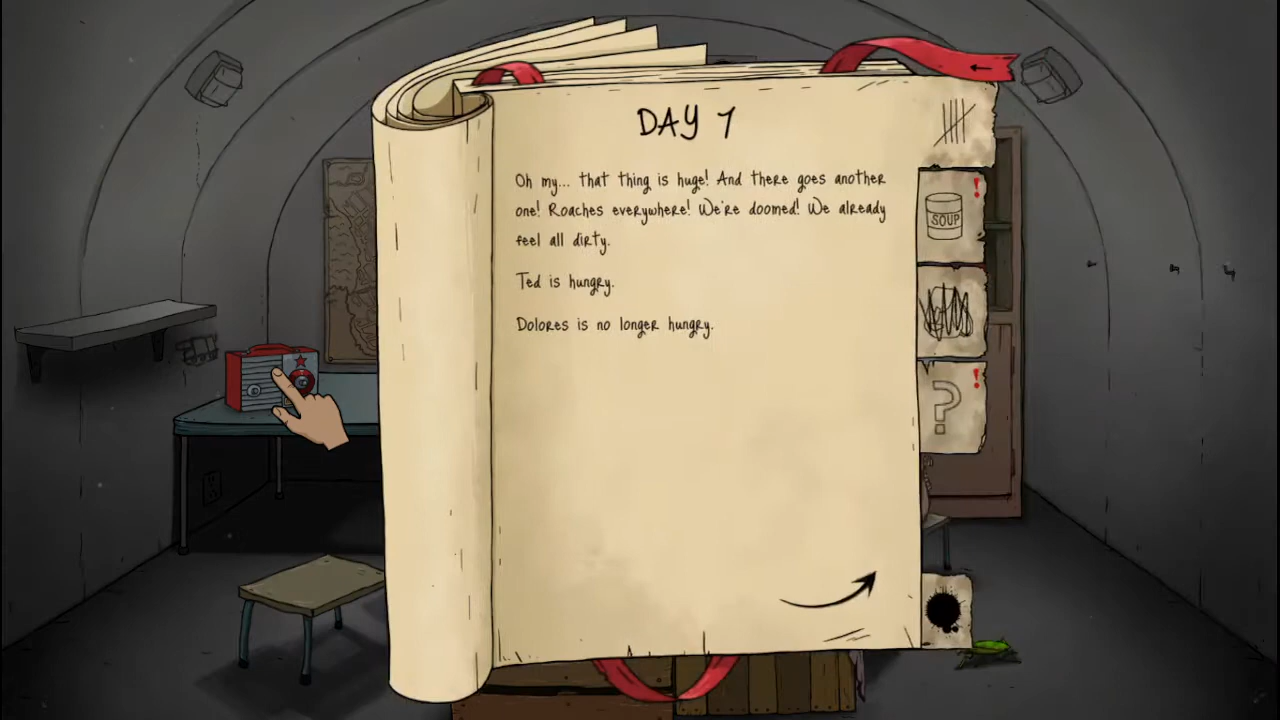 DAY 7
Oh my... that thing is huge! And there goes another
one! Roaches everywhere! We're doomed! We already
feel all dirty.
Ted is hungry.
Dolores is no longer hungry.
!
SOUP
!
?